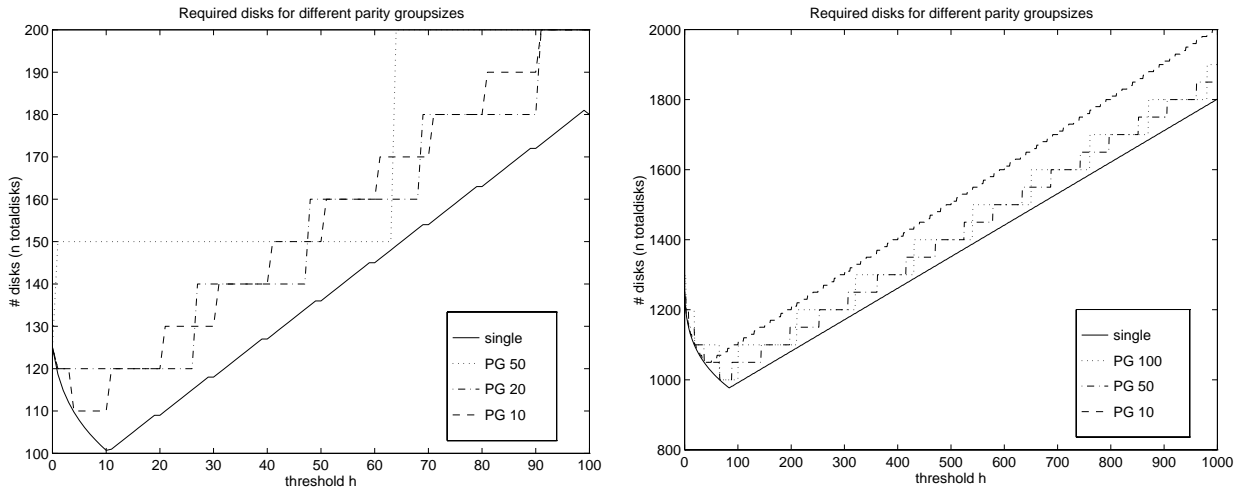 Required disks for different parity groupsizes
200
190
180
170
160
150
140
130
120
110
100
# disks (n totaldisks)
single
PG 50
PG 20
PG 10
0 10 20 30 40 50 60 70 80 90 100
threshold h
Required disks for different parity groupsizes
2000
1800
1600
1400
1200
1000
800
# disks (n totaldisks)
single
PG 100
PG 50
PG 10
0 100 200 300 400 500 600 700 800 900 1000
threshold h